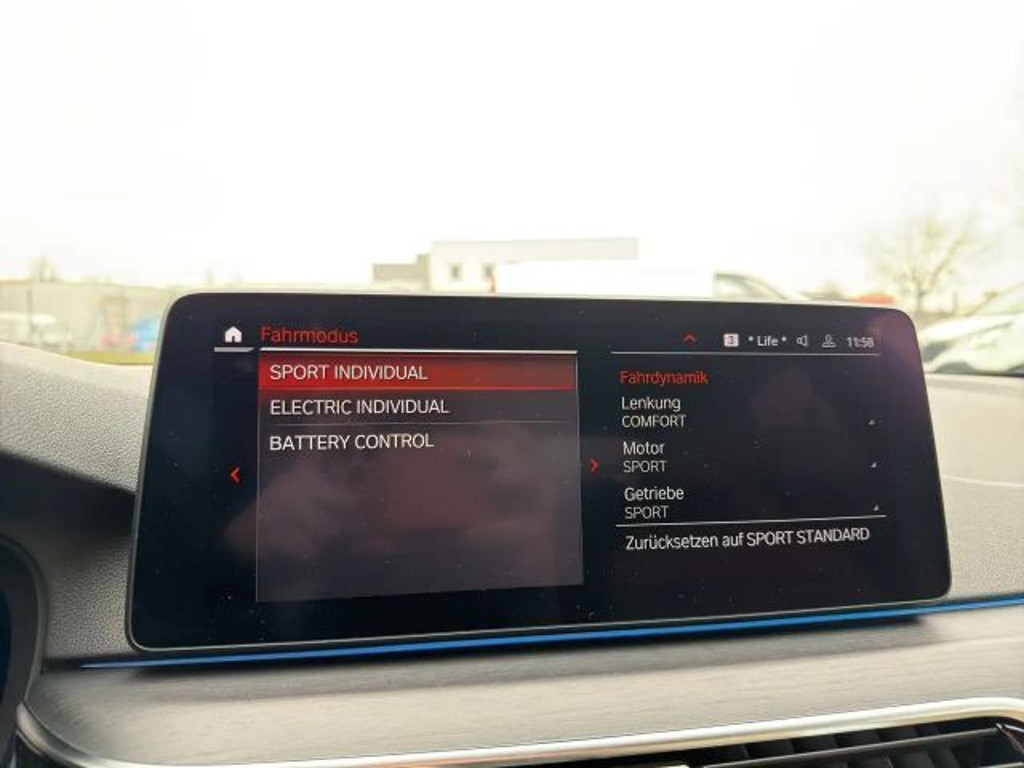 Fahrmodus
3 * Life * 11:58
SPORT INDIVIDUAL
ELECTRIC INDIVIDUAL
BATTERY CONTROL
Fahrdynamik
Lenkung
COMFORT
Motor
SPORT
Getriebe
SPORT
Zurücksetzen auf SPORT STANDARD